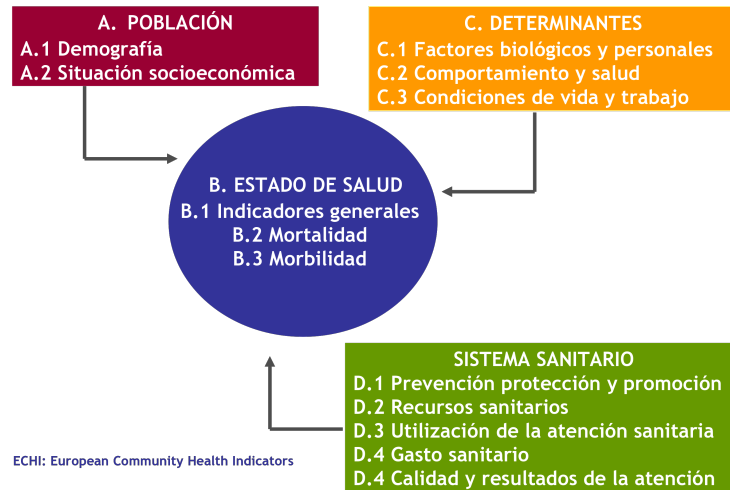 A. POBLACIÓN
A.1 Demografía
A.2 Situación socioeconómica
C. DETERMINANTES
C.1 Factores biológicos y personales
C.2 Comportamiento y salud
C.3 Condiciones de vida y trabajo
B. ESTADO DE SALUD
B.1 Indicadores generales
B.2 Mortalidad
B.3 Morbilidad
SISTEMA SANITARIO
D.1 Prevención protección y promoción
D.2 Recursos sanitarios
D.3 Utilización de la atención sanitaria
D.4 Gasto sanitario
D.4 Calidad y resultados de la atención
ECHI: European Community Health Indicators